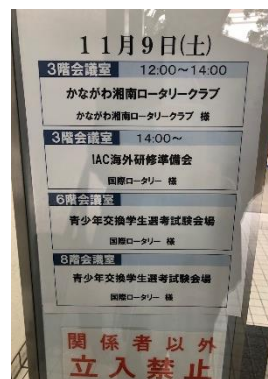 11月9日(土)
3階会議室 12:00～14:00
かながわ湘南ロータリークラブ
かながわ湘南ロータリークラブ 様
3階会議室 14:00～
IAC海外研修準備会
国際ロータリー 様
6階会議室
青少年交換学生選考試験会場
国際ロータリー 様
8階会議室
青少年交換学生選考試験会場
国際ロータリー 様
関係者以外
立入禁止